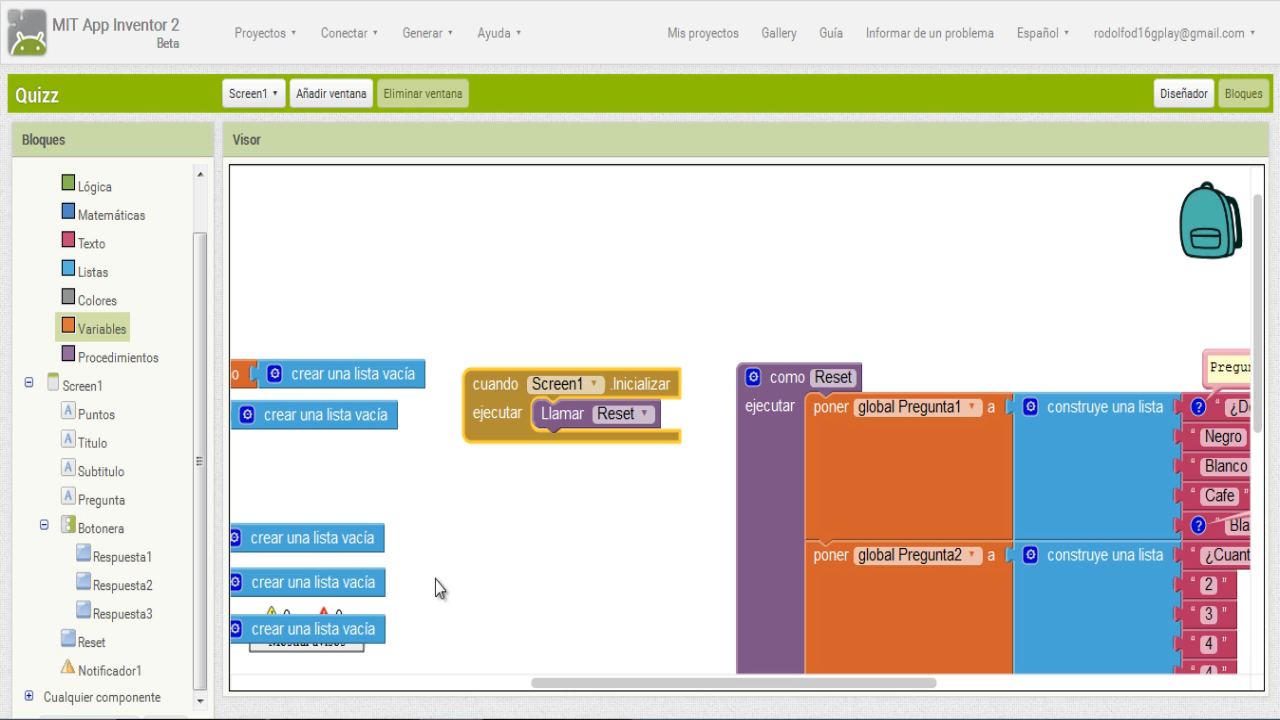 MIT App Inventor 2
Beta
Proyectos Conectar Generar Ayuda Mis proyectos Gallery Guía Informar de un problema Español rodolfod16gplay@gmail.com
Quizz Screen1 Añadir ventana Eliminar ventana Diseñador Bloques
Bloques
Visor
Lógica
Matemáticas
Texto
Listas
Colores
Variables
Procedimientos
Screen1
Puntos
Titulo
Subtitulo
Pregunta
Botonera
Respuesta1
Respuesta2
Respuesta3
Reset
Notificador1
Cualquier componente
o crear una lista vacía
crear una lista vacía
crear una lista vacía
crear una lista vacía
crear una lista vacía
cuando Screen1 .Inicializar
ejecutar Llamar Reset
como Reset
ejecutar poner global Pregunta1 a construye una lista
poner global Pregunta2 a construye una lista
" Negro
" Blanco
" Cafe "
" ¿Cuant
" 2 "
" 3 "
" 4 "